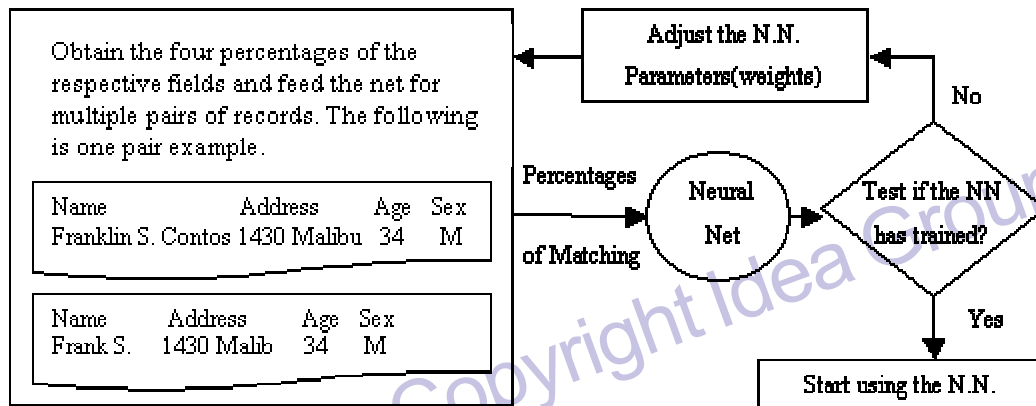 Obtain the four percentages of the
respective fields and feed the net for
multiple pairs of records. The following
is one pair example.
Name Address Age Sex
Franklin S. Contos 1430 Malibu 34 M
Name Address Age Sex
Frank S. 1430 Malib 34 M
Percentages
of Matching
Neural
Net
Adjust the N.N.
Parameters(weights)
No
Test if the NN
has trained?
Yes
Start using the N.N.
Copyright Idea Group